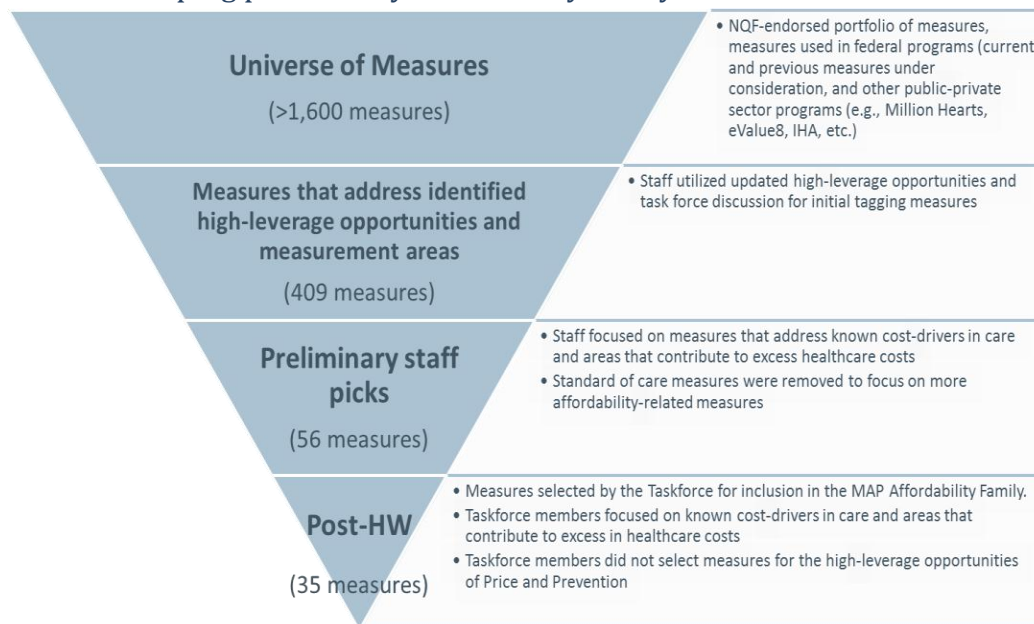 Universe of Measures
(>1,600 measures)
• NQF-endorsed portfolio of measures,
measures used in federal programs (current
and previous measures under
consideration, and other public-private
sector programs (e.g., Million Hearts,
eValue8, IHA, etc.)
Measures that address identified
high-leverage opportunities and
measurement areas
(409 measures)
• Staff utilized updated high-leverage opportunities and
task force discussion for initial tagging measures
Preliminary staff
picks
(56 measures)
• Staff focused on measures that address known cost-drivers in care
and areas that contribute to excess healthcare costs
• Standard of care measures were removed to focus on more
affordability-related measures
Post-HW
(35 measures)
• Measures selected by the Taskforce for inclusion in the MAP Affordability Family.
• Taskforce members focused on known cost-drivers in care and areas that
contribute to excess in healthcare costs
• Taskforce members did not select measures for the high-leverage opportunities
of Price and Prevention